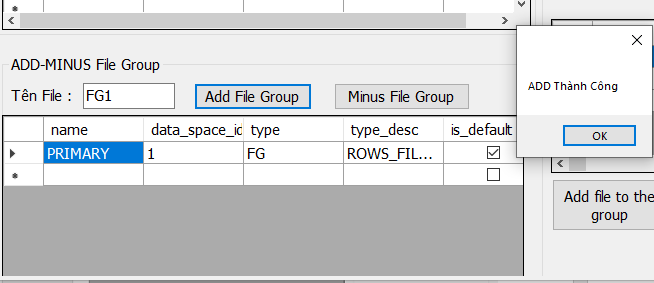 ADD-MINUS File Group
Tên File :
FG1
Add File Group
Minus File Group
name data_space_id type type_desc is_default
PRIMARY 1 FG ROWS_FIL...
ADD Thành Công
OK
Add file to the
group